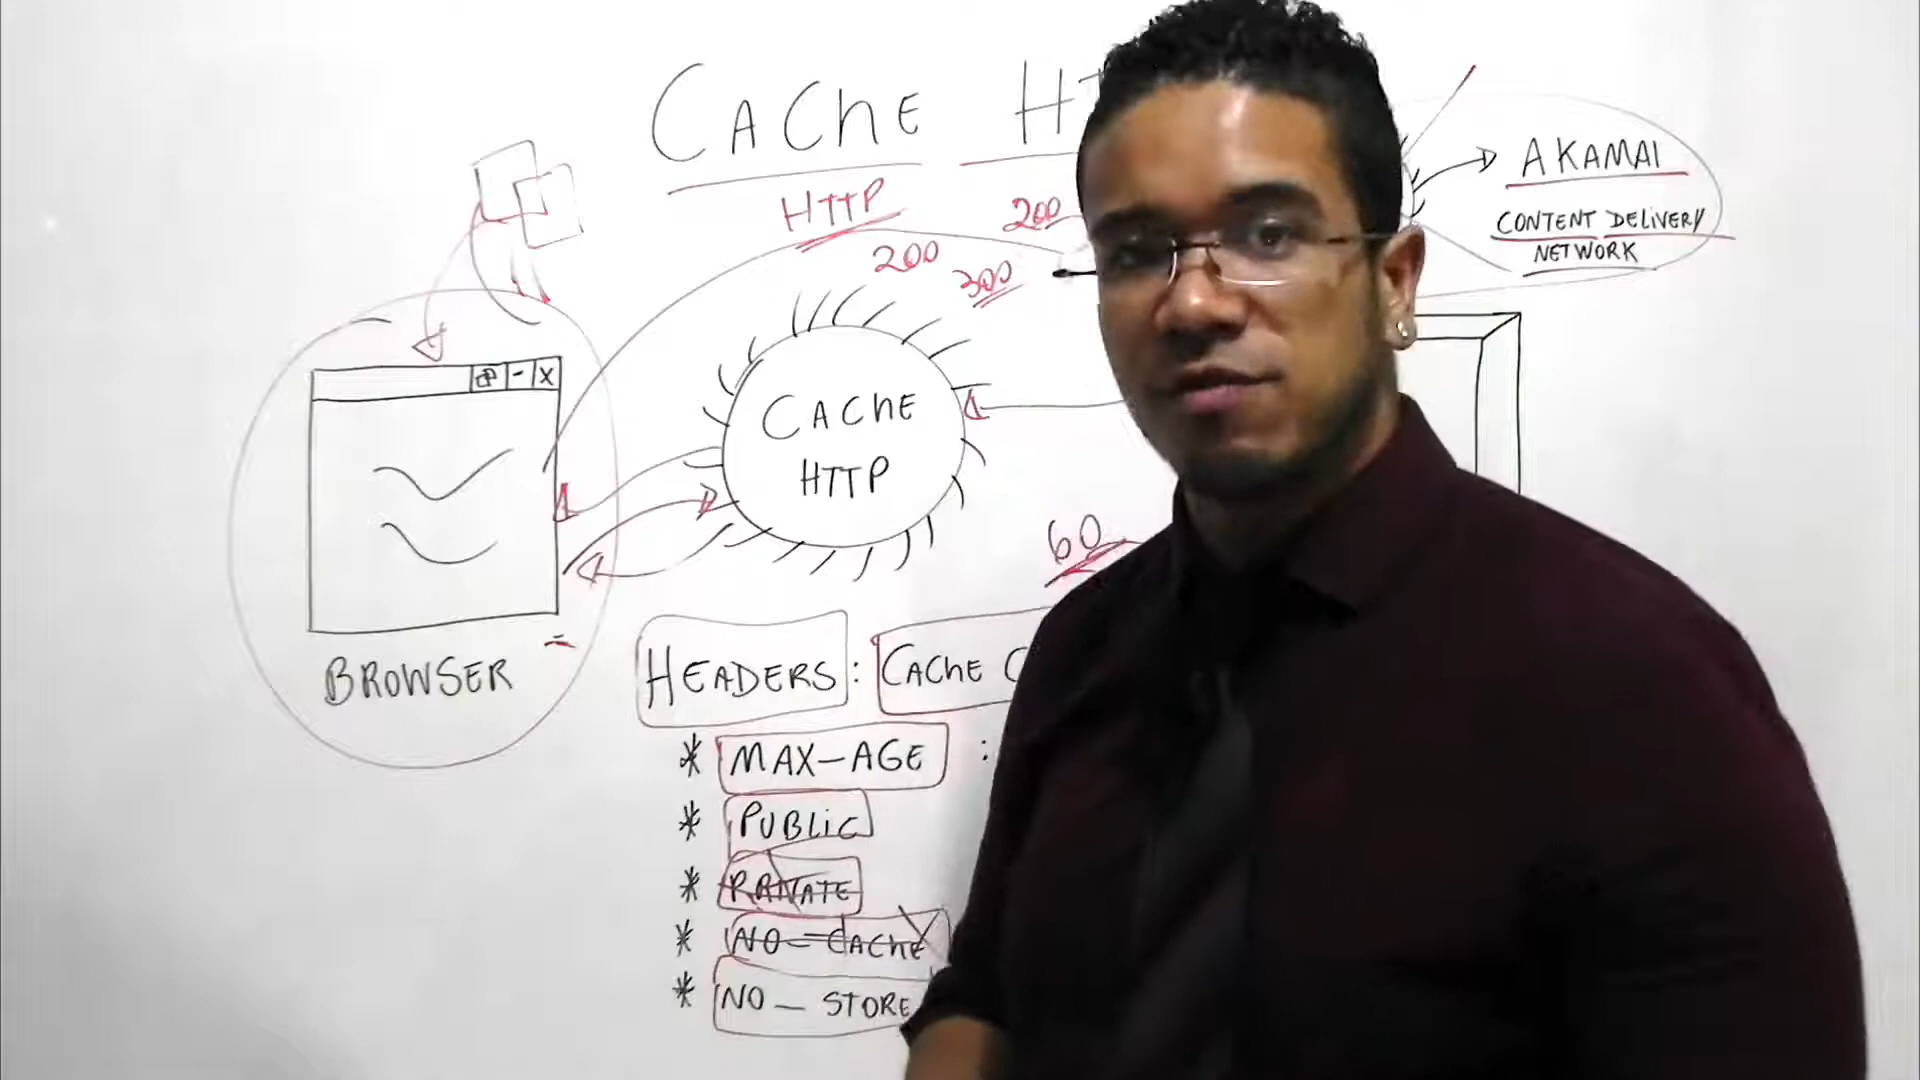 CAChE HT
HTTP
200
200
300
AKAMAI
CONTENT DELIVERY
NETWORK
CAChE
HTTP
60
BROWSER
HEADERS: CAChE C
* MAX-AGE :
* PUBLIC
* PRIVATE
* NO-CAChE
* NO-STORE